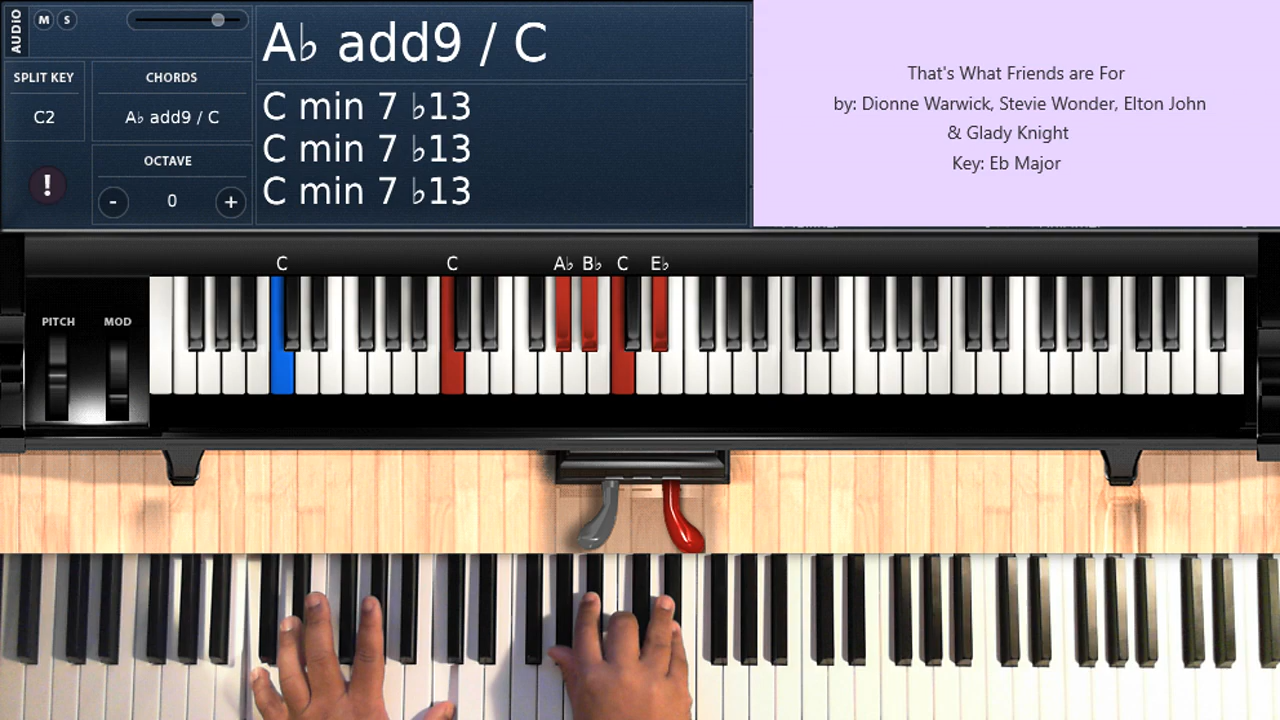 AUDIO
M S
SPLIT KEY
C2
!
CHORDS
A♭ add9 / C
OCTAVE
- 0 +
A♭ add9 / C
C min 7 ♭13
C min 7 ♭13
C min 7 ♭13
That's What Friends are For
by: Dionne Warwick, Stevie Wonder, Elton John
& Glady Knight
Key: Eb Major
C C A♭ B♭ C E♭
PITCH MOD